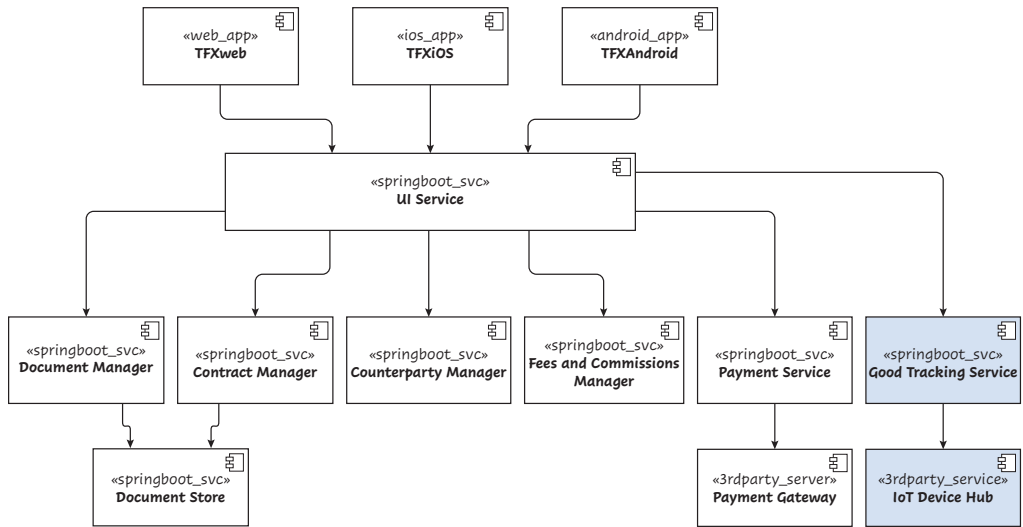 «web_app»
TFXweb
«ios_app»
TFXiOS
«android_app»
TFXAndroid
«springboot_svc»
UI Service
«springboot_svc»
Document Manager
«springboot_svc»
Contract Manager
«springboot_svc»
Counterparty Manager
«springboot_svc»
Fees and Commissions
Manager
«springboot_svc»
Payment Service
«springboot_svc»
Good Tracking Service
«springboot_svc»
Document Store
«3rdparty_server»
Payment Gateway
«3rdparty_service»
IoT Device Hub